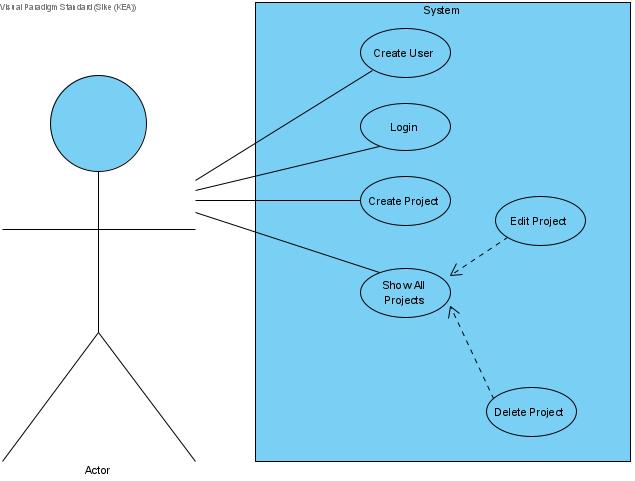 Visual Paradigm Standard (Silke (KEA))
System
Create User
Login
Create Project
Edit Project
Show All
Projects
Delete Project
Actor